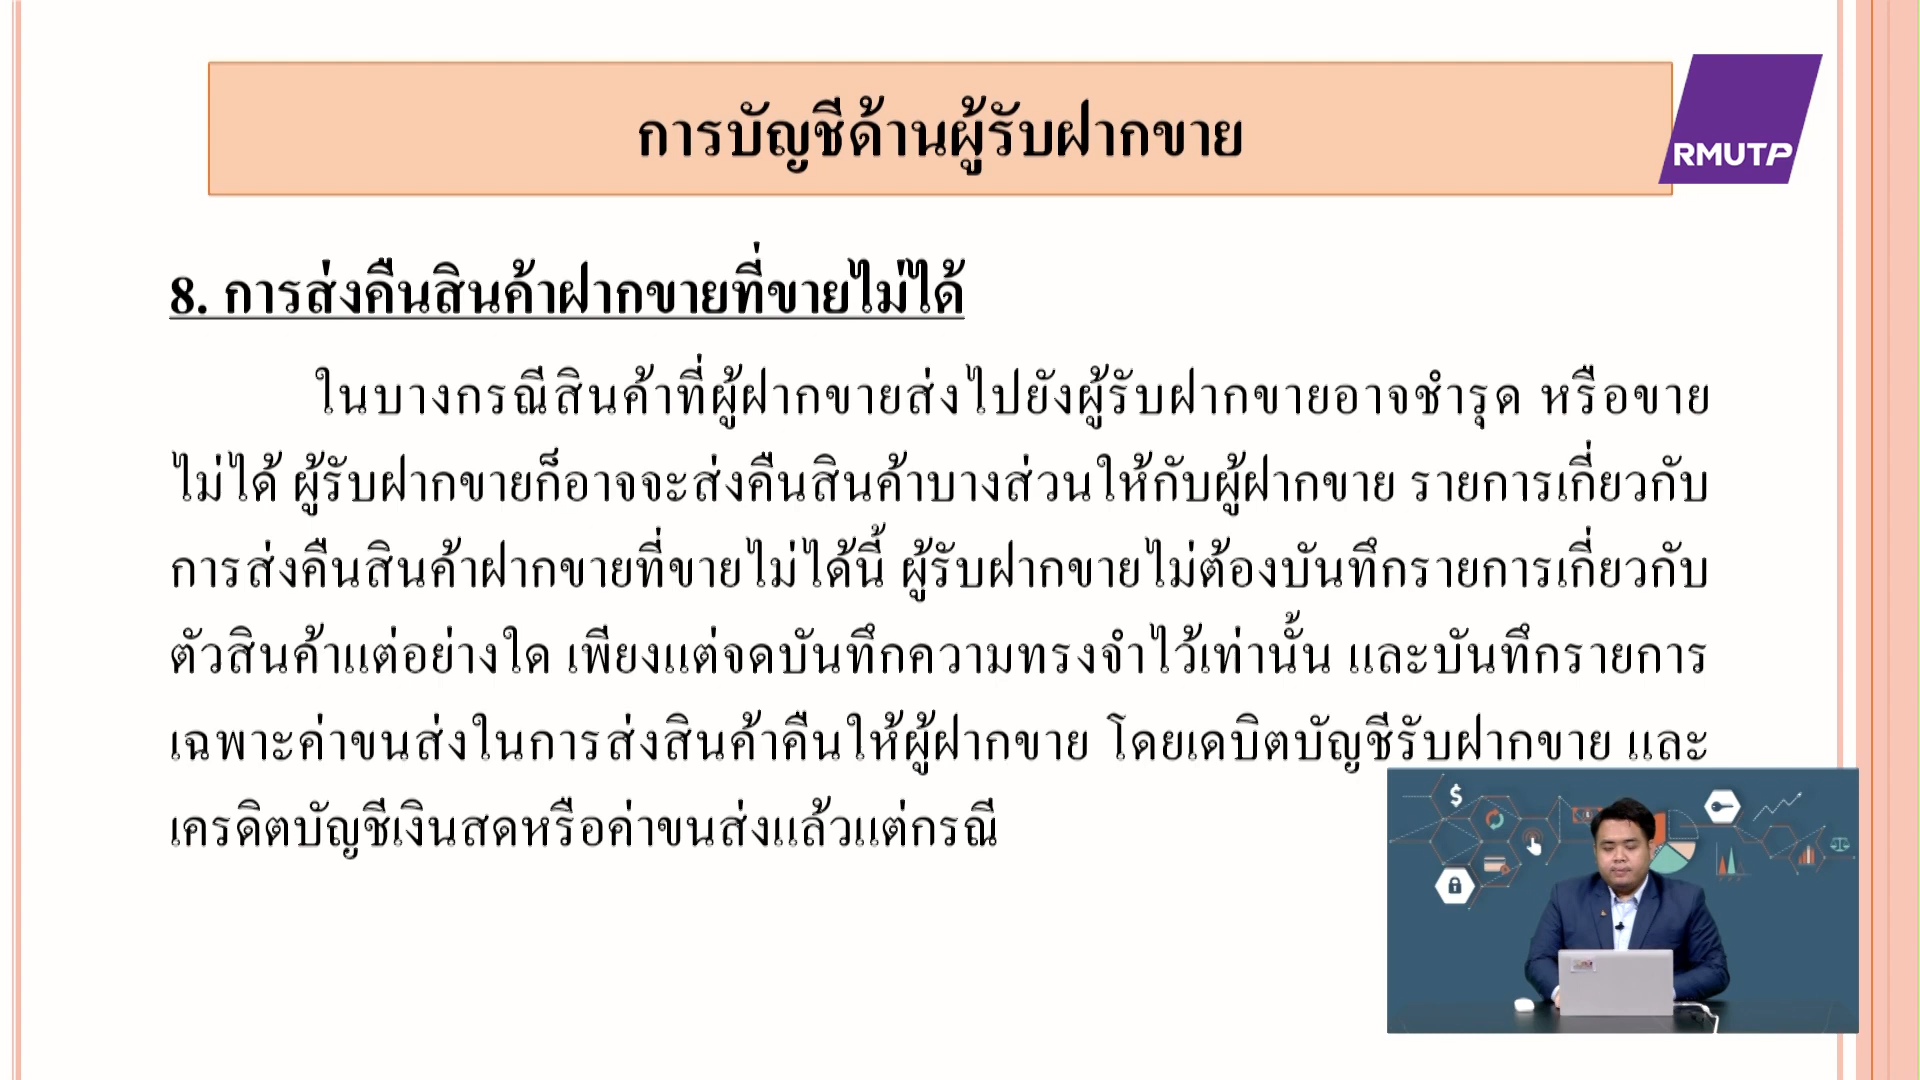 การบัญชีด้านผู้รับฝากขาย
RMUTP
8. การส่งคืนสินค้าฝากขายที่ขายไม่ได้
ในบางกรณีสินค้าที่ผู้ฝากขายส่งไปยังผู้รับฝากขายอาจชำรุด หรือขาย
ไม่ได้ ผู้รับฝากขายก็อาจจะส่งคืนสินค้าบางส่วนให้กับผู้ฝากขาย รายการเกี่ยวกับ
การส่งคืนสินค้าฝากขายที่ขายไม่ได้นี้ ผู้รับฝากขายไม่ต้องบันทึกรายการเกี่ยวกับ
ตัวสินค้าแต่อย่างใด เพียงแต่จดบันทึกความทรงจำไว้เท่านั้น และบันทึกรายการ
เฉพาะค่าขนส่งในการส่งสินค้าคืนให้ผู้ฝากขาย โดยเดบิตบัญชีรับฝากขาย และ
เครดิตบัญชีเงินสดหรือค่าขนส่งแล้วแต่กรณี